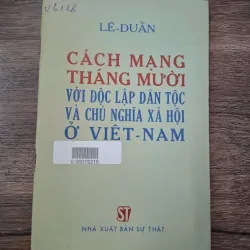 LÊ-DUẨN
CÁCH MẠNG
THÁNG MƯỜI
VỚI ĐỘC LẬP DÂN TỘC
VÀ CHỦ NGHĨA XÃ HỘI
Ở VIỆT-NAM
ST
NHÀ XUẤT BẢN SỰ THẬT